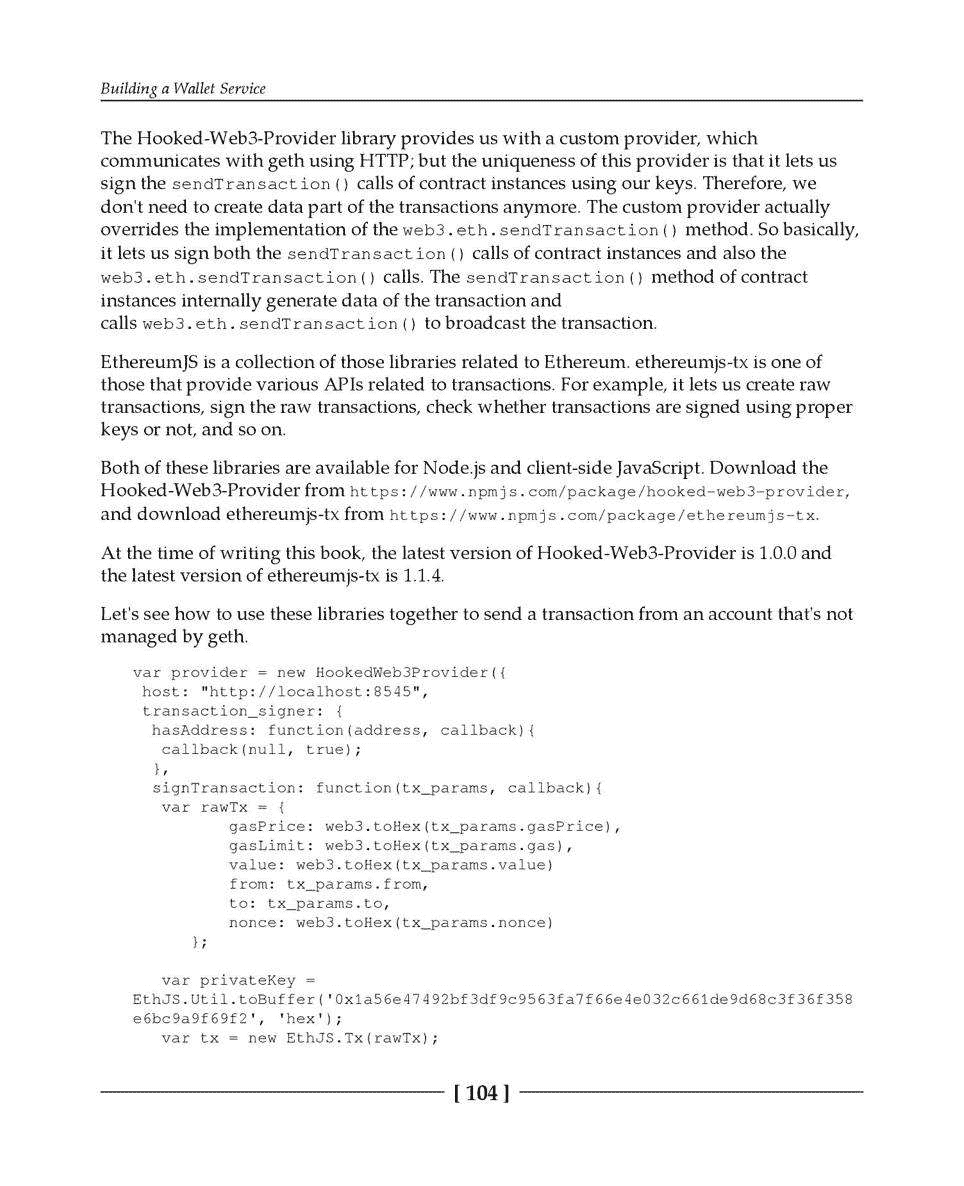 Building a Wallet Service
The Hooked-Web3-Provider library provides us with a custom provider, which
communicates with geth using HTTP; but the uniqueness of this provider is that it lets us
sign the sendTransaction() calls of contract instances using our keys. Therefore, we
don't need to create data part of the transactions anymore. The custom provider actually
overrides the implementation of the web3.eth.sendTransaction() method. So basically,
it lets us sign both the sendTransaction() calls of contract instances and also the
web3.eth.sendTransaction() calls. The sendTransaction() method of contract
instances internally generate data of the transaction and
calls web3.eth.sendTransaction() to broadcast the transaction.
EthereumJS is a collection of those libraries related to Ethereum. ethereumjs-tx is one of
those that provide various APIs related to transactions. For example, it lets us create raw
transactions, sign the raw transactions, check whether transactions are signed using proper
keys or not, and so on.
Both of these libraries are available for Node.js and client-side JavaScript. Download the
Hooked-Web3-Provider from https://www.npmjs.com/package/hooked-web3-provider,
and download ethereumjs-tx from https://www.npmjs.com/package/ethereumjs-tx.
At the time of writing this book, the latest version of Hooked-Web3-Provider is 1.0.0 and
the latest version of ethereumjs-tx is 1.1.4.
Let's see how to use these libraries together to send a transaction from an account that's not
managed by geth.
var provider = new HookedWeb3Provider({
host: "http://localhost:8545",
transaction_signer: {
hasAddress: function(address, callback){
callback(null, true);
},
signTransaction: function(tx_params, callback){
var rawTx = {
gasPrice: web3.toHex(tx_params.gasPrice),
gasLimit: web3.toHex(tx_params.gas),
value: web3.toHex(tx_params.value)
from: tx_params.from,
to: tx_params.to,
nonce: web3.toHex(tx_params.nonce)
};
var privateKey =
EthJS.Util.toBuffer('0x1a56e47492bf3df9c9563fa7f66e4e032c661de9d68c3f36f358
e6bc9a9f69f2', 'hex');
var tx = new EthJS.Tx(rawTx);
[ 104 ]